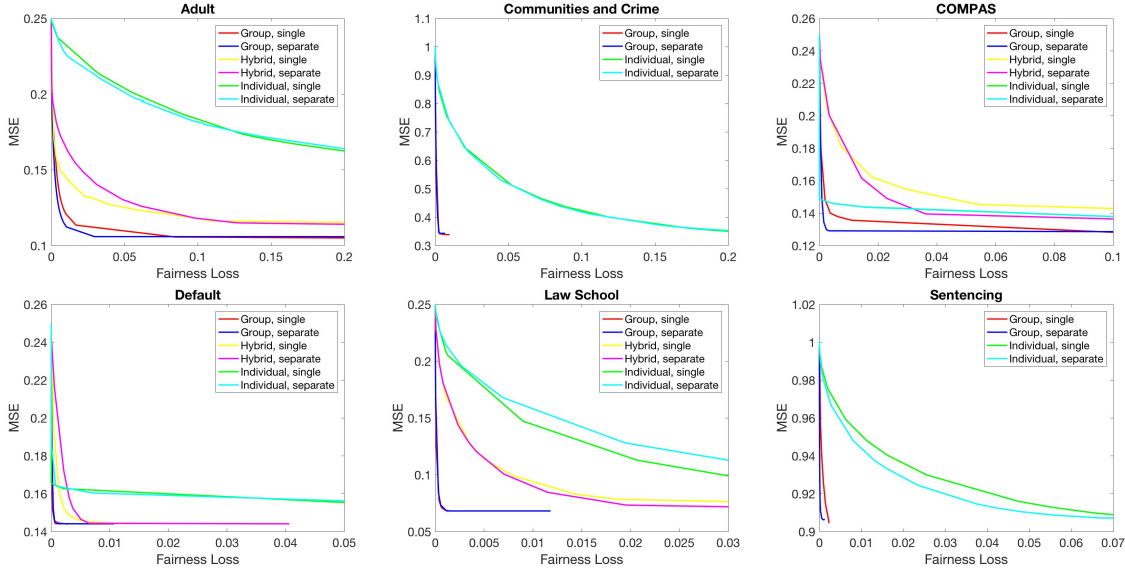 Adult
0.25
0.2
0.15
0.1
MSE
0 0.05 0.1 0.15 0.2
Fairness Loss
Group, single
Group, separate
Hybrid, single
Hybrid, separate
Individual, single
Individual, separate
Communities and Crime
1.1
1
0.9
0.8
0.7
0.6
0.5
0.4
0.3
MSE
0 0.05 0.1 0.15 0.2
Fairness Loss
Group, single
Group, separate
Individual, single
Individual, separate
COMPAS
0.26
0.24
0.22
0.2
0.18
0.16
0.14
0.12
MSE
0 0.02 0.04 0.06 0.08 0.1
Fairness Loss
Group, single
Group, separate
Hybrid, single
Hybrid, separate
Individual, single
Individual, separate
Default
0.26
0.24
0.22
0.2
0.18
0.16
0.14
MSE
0 0.01 0.02 0.03 0.04 0.05
Fairness Loss
Group, single
Group, separate
Hybrid, single
Hybrid, separate
Individual, single
Individual, separate
Law School
0.25
0.2
0.15
0.1
0.05
MSE
0 0.005 0.01 0.015 0.02 0.025 0.03
Fairness Loss
Group, single
Group, separate
Hybrid, single
Hybrid, separate
Individual, single
Individual, separate
Sentencing
1.02
1
0.98
0.96
0.94
0.92
0.9
MSE
0 0.01 0.02 0.03 0.04 0.05 0.06 0.07
Fairness Loss
Group, single
Group, separate
Individual, single
Individual, separate